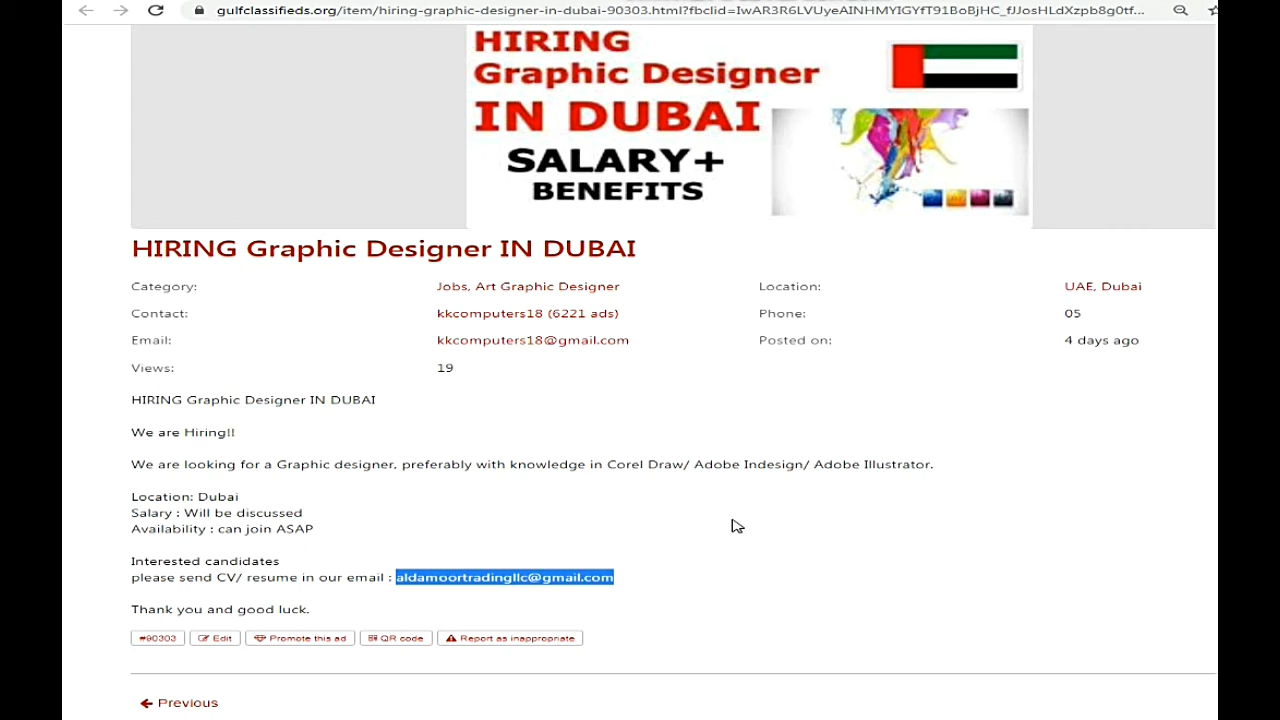 gulfclassifieds.org/item/hiring-graphic-designer-in-dubai-90303.html?fbclid=IwAR3R6LVUyeAINHMYIGYfT91BoBjHC_fJJosHLdXzpb8g0tf...
HIRING
Graphic Designer
IN DUBAI
SALARY+
BENEFITS
HIRING Graphic Designer IN DUBAI
Category: Jobs, Art Graphic Designer Location: UAE, Dubai
Contact: kkcomputers18 (6221 ads) Phone: 05
Email: kkcomputers18@gmail.com Posted on: 4 days ago
Views: 19
HIRING Graphic Designer IN DUBAI
We are Hiring!!
We are looking for a Graphic designer, preferably with knowledge in Corel Draw/ Adobe Indesign/ Adobe Illustrator.
Location: Dubai
Salary : Will be discussed
Availability : can join ASAP
Interested candidates
please send CV/ resume in our email : aldamoortradingllc@gmail.com
Thank you and good luck.
#90303 Edit Promote this ad QR code Report as inappropriate
Previous